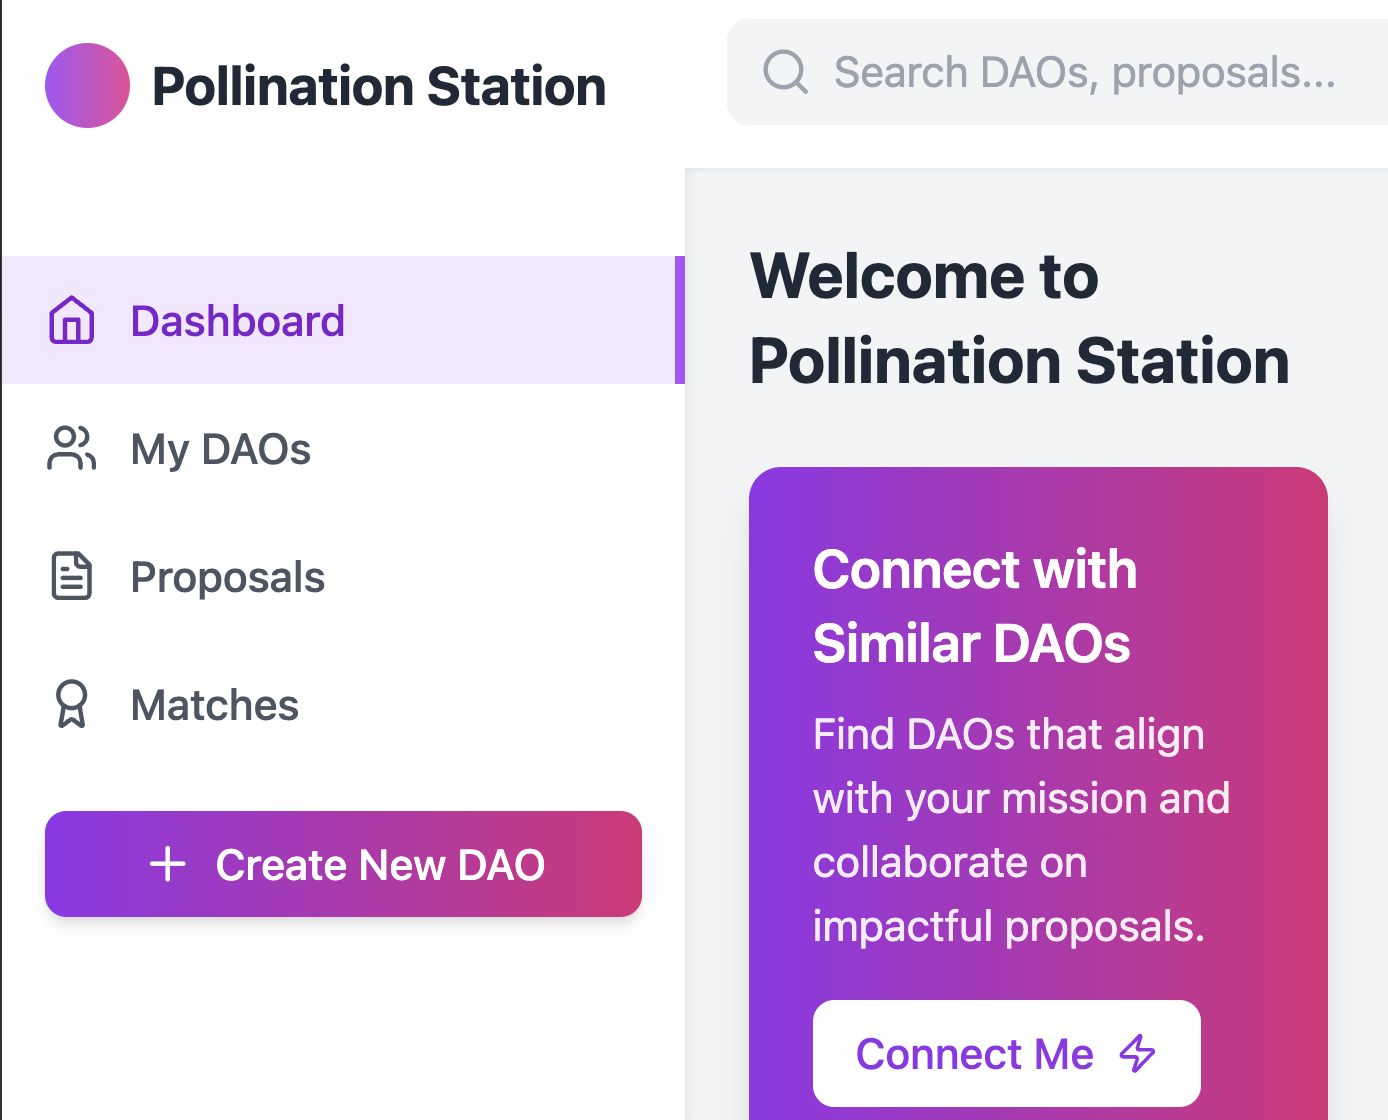 Pollination Station
Search DAOs, proposals...
Dashboard
My DAOs
Proposals
Matches
Create New DAO
Welcome to
Pollination Station
Connect with
Similar DAOs
Find DAOs that align
with your mission and
collaborate on
impactful proposals.
Connect Me